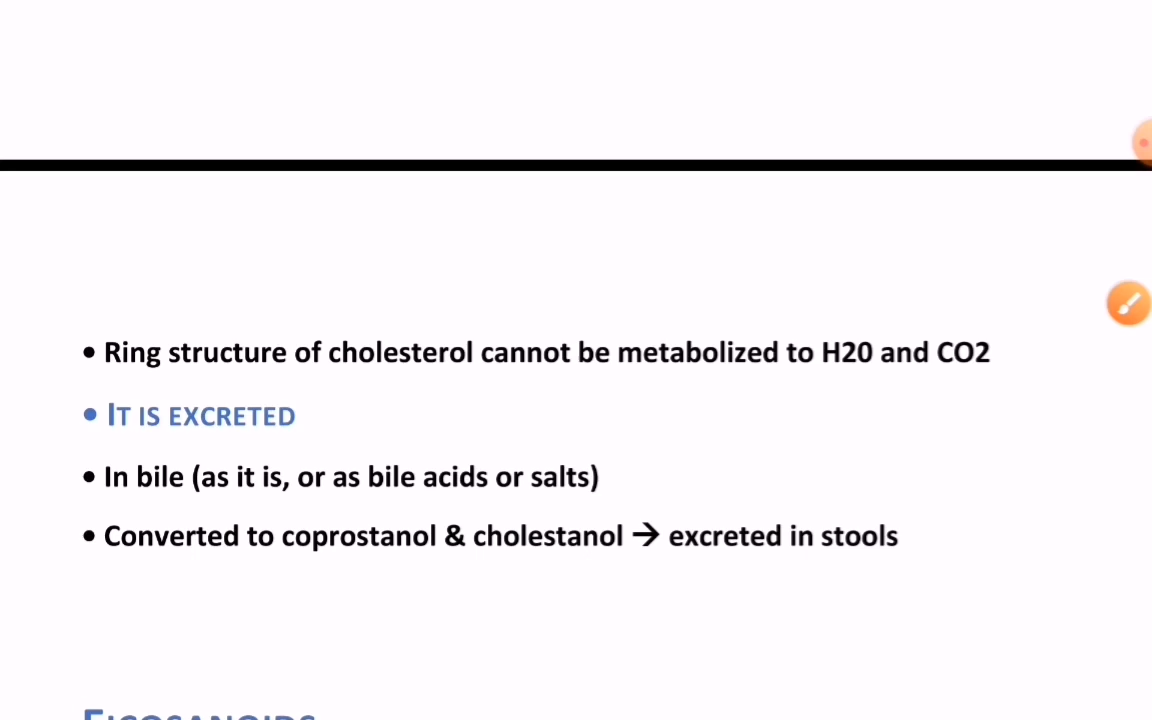 • Ring structure of cholesterol cannot be metabolized to H20 and CO2
• IT IS EXCRETED
• In bile (as it is, or as bile acids or salts)
• Converted to coprostanol & cholestanol → excreted in stools
EICOSANOIDS